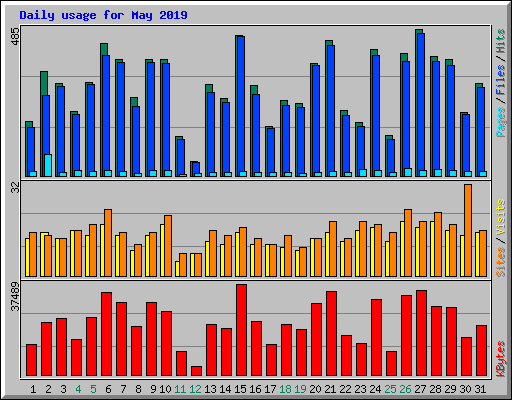 Daily usage for May 2019
485
Pages / Files / Hits
32
Sites / Visits
37489
KBytes
1 2 3 4 5 6 7 8 9 10 11 12 13 14 15 16 17 18 19 20 21 22 23 24 25 26 27 28 29 30 31